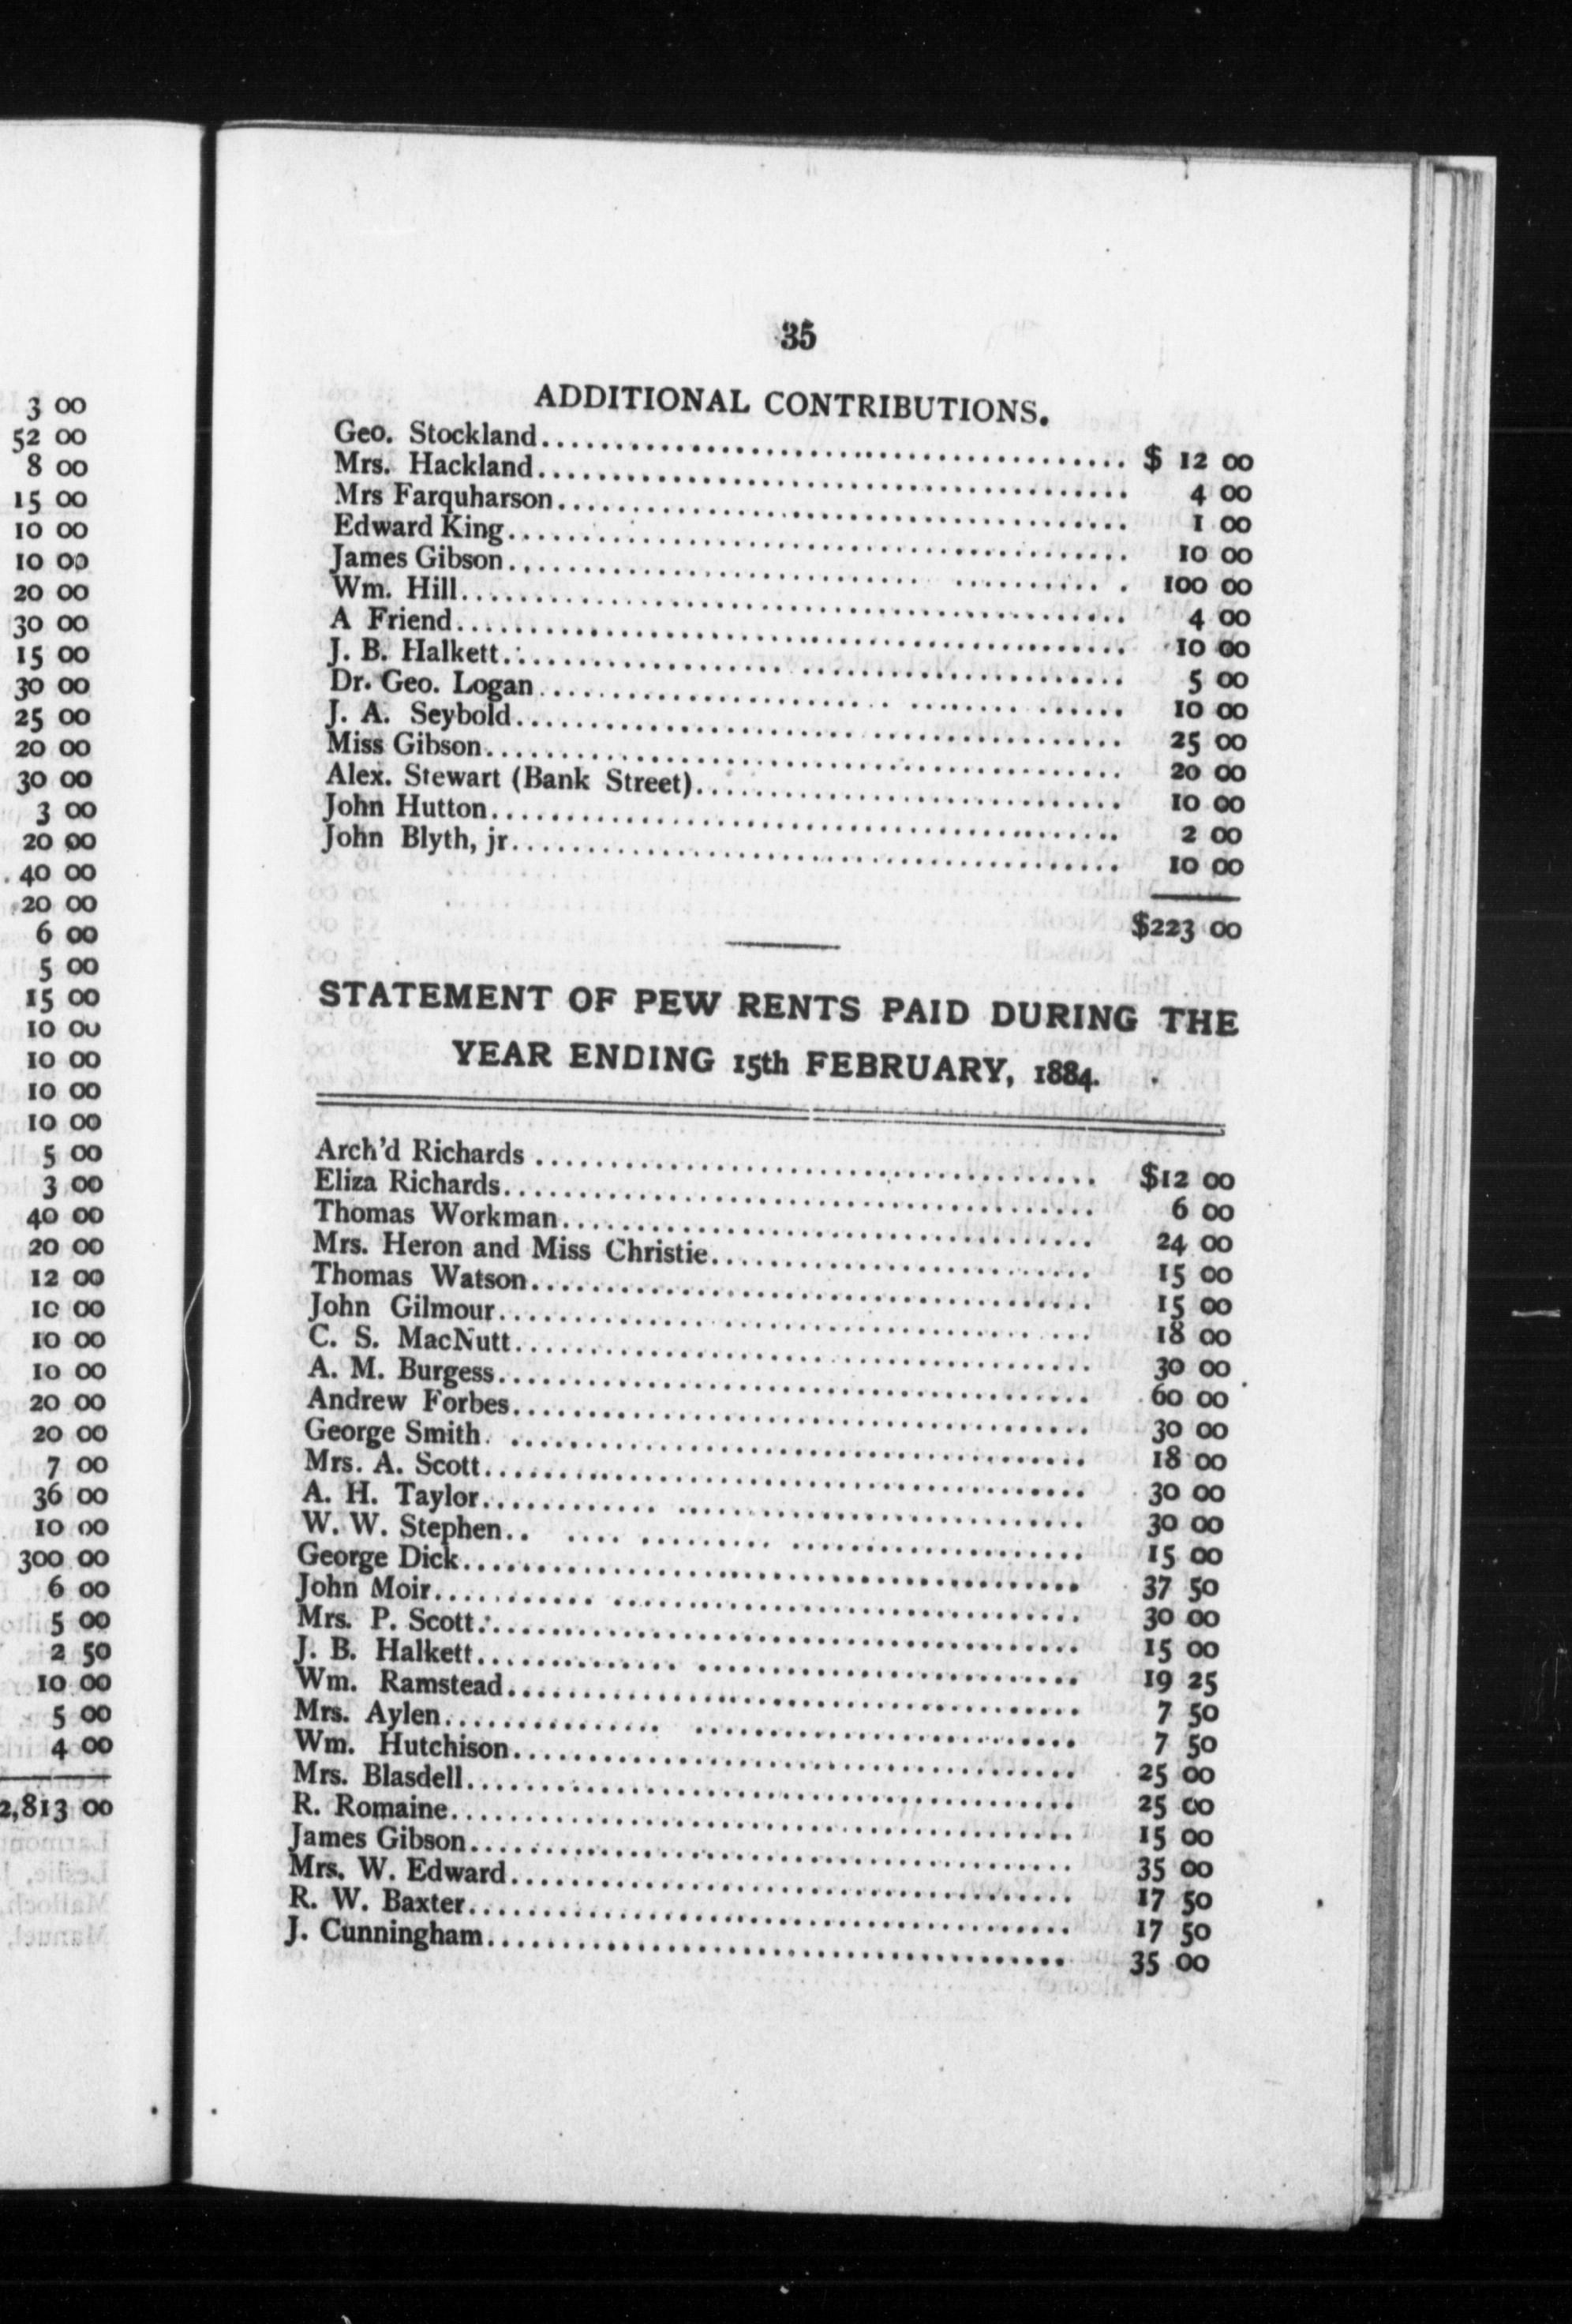 3 00
52 00
8 00
15 00
10 00
10 00
20 00
30 00
15 00
30 00
25 00
20 00
30 00
3 00
20 00
40 00
20 00
6 00
5 00
15 00
10 00
10 00
10 00
10 00
5 00
3 00
40 00
20 00
12 00
10 00
10 00
10 00
20 00
20 00
7 00
36 00
10 00
300 00
6 00
5 00
2 50
10 00
5 00
4 00
2,813 00
35
ADDITIONAL CONTRIBUTIONS.
Geo. Stockland........................................ $ 12 00
Mrs. Hackland........................................ 4 00
Mrs Farquharson........................................ 1 00
Edward King........................................ 10 00
James Gibson........................................ 100 00
Wm. Hill........................................ 4 00
A Friend........................................ 10 00
J. B. Halkett........................................ 5 00
Dr. Geo. Logan........................................ 10 00
J. A. Seybold........................................ 25 00
Miss Gibson........................................ 20 00
Alex. Stewart (Bank Street)............................ 10 00
John Hutton........................................ 2 00
John Blyth, jr........................................ 10 00
$223 00
STATEMENT OF PEW RENTS PAID DURING THE
YEAR ENDING 15th FEBRUARY, 1884.
Arch'd Richards ........................................ $12 00
Eliza Richards........................................ 6 00
Thomas Workman........................................ 24 00
Mrs. Heron and Miss Christie............................ 15 00
Thomas Watson........................................ 15 00
John Gilmour........................................ 18 00
C. S. MacNutt........................................ 30 00
A. M. Burgess........................................ 60 00
Andrew Forbes........................................ 30 00
George Smith. ........................................ 18 00
Mrs. A. Scott........................................ 30 00
A. H. Taylor........................................ 30 00
W. W. Stephen........................................ 15 00
George Dick........................................ 37 50
John Moir........................................ 30 00
Mrs. P. Scott........................................ 15 00
J. B. Halkett........................................ 19 25
Wm. Ramstead........................................ 7 50
Mrs. Aylen........................................ 7 50
Wm. Hutchison........................................ 25 00
Mrs. Blasdell........................................ 25 00
R. Romaine........................................ 15 00
James Gibson........................................ 35 00
Mrs. W. Edward........................................ 17 50
R. W. Baxter........................................ 17 50
J. Cunningham........................................ 35 00